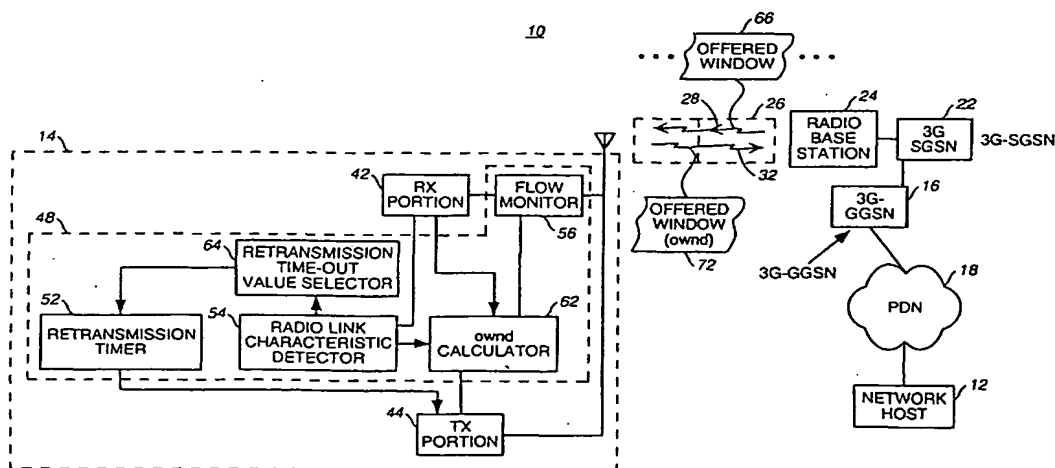 10
66
OFFERED
WINDOW
28
26
24
RADIO
BASE
STATION
22
3G
SGSN
3G-SGSN
14
42
RX
PORTION
FLOW
MONITOR
56
32
16
3G-
GGSN
OFFERED
WINDOW
(ownd)
72
3G-GGSN
48
64
RETRANSMISSION
TIME-OUT
VALUE SELECTOR
18
PDN
52
RETRANSMISSION
TIMER
54
RADIO LINK
CHARACTERISTIC
DETECTOR
62
ownd
CALCULATOR
44
TX
PORTION
12
NETWORK
HOST